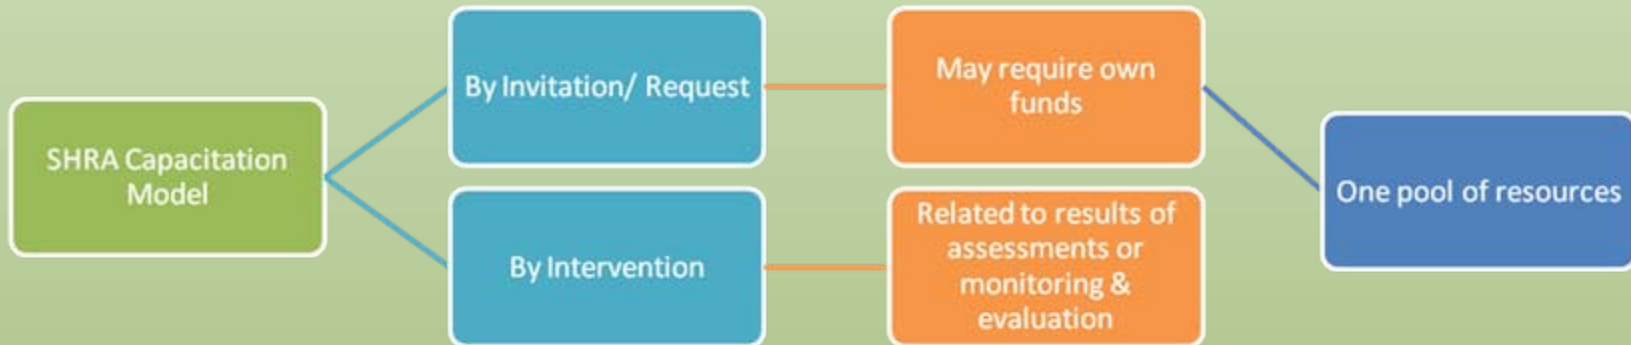 SHRA Capacitation
Model
By Invitation/ Request
By Intervention
May require own
funds
Related to results of
assessments or
monitoring &
evaluation
One pool of resources